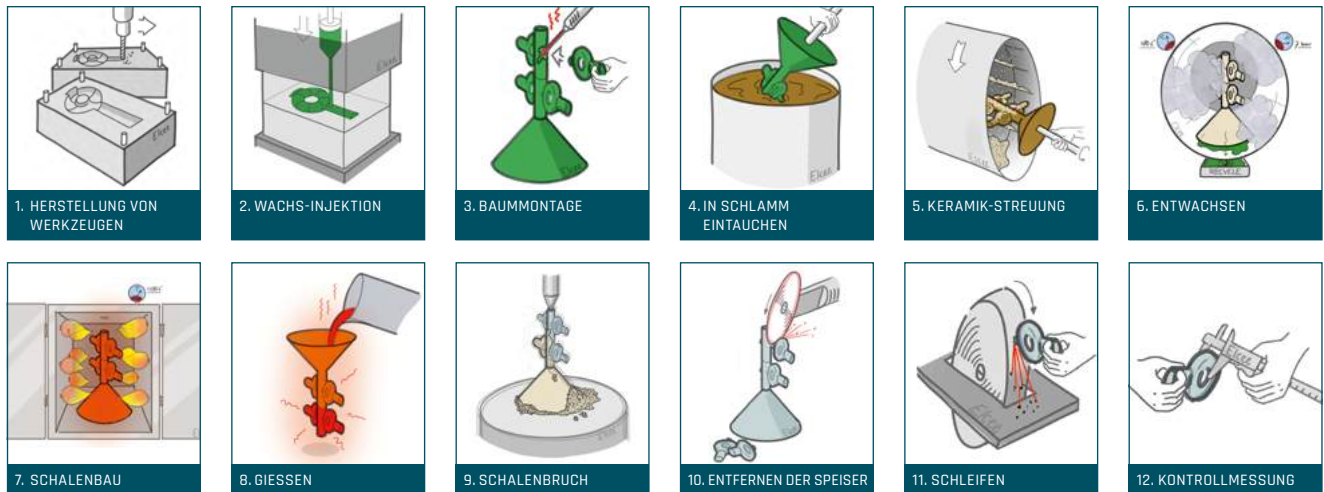 1. HERSTELLUNG VON
WERKZEUGEN
2. WACHS-INJEKTION
3. BAUMMONTAGE
4. IN SCHLAMM
EINTAUCHEN
5. KERAMIK-STREUUNG
RECYCLE
6. ENTWACHSEN
7. SCHALENBAU
8. GIESSEN
9. SCHALENBRUCH
10. ENTFERNEN DER SPEISER
11. SCHLEIFEN
12. KONTROLLMESSUNG